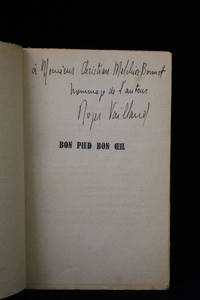 à Monsieur Christian Melchior-Bonnet
hommage de l'auteur
Roger Vailland
BON PIED BON ŒIL